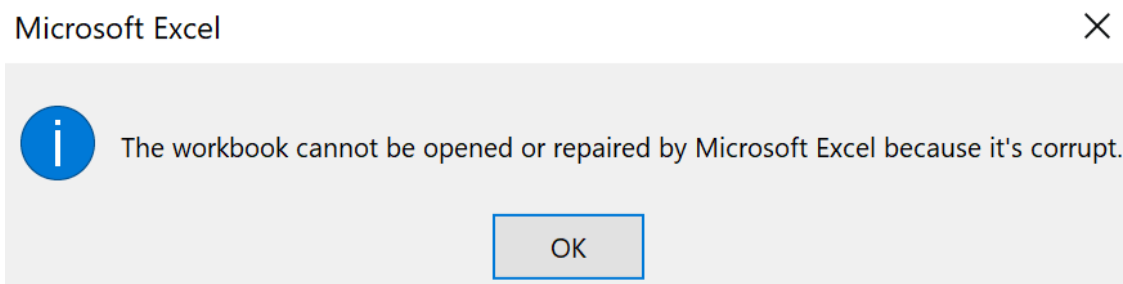 Microsoft Excel
The workbook cannot be opened or repaired by Microsoft Excel because it's corrupt.
OK